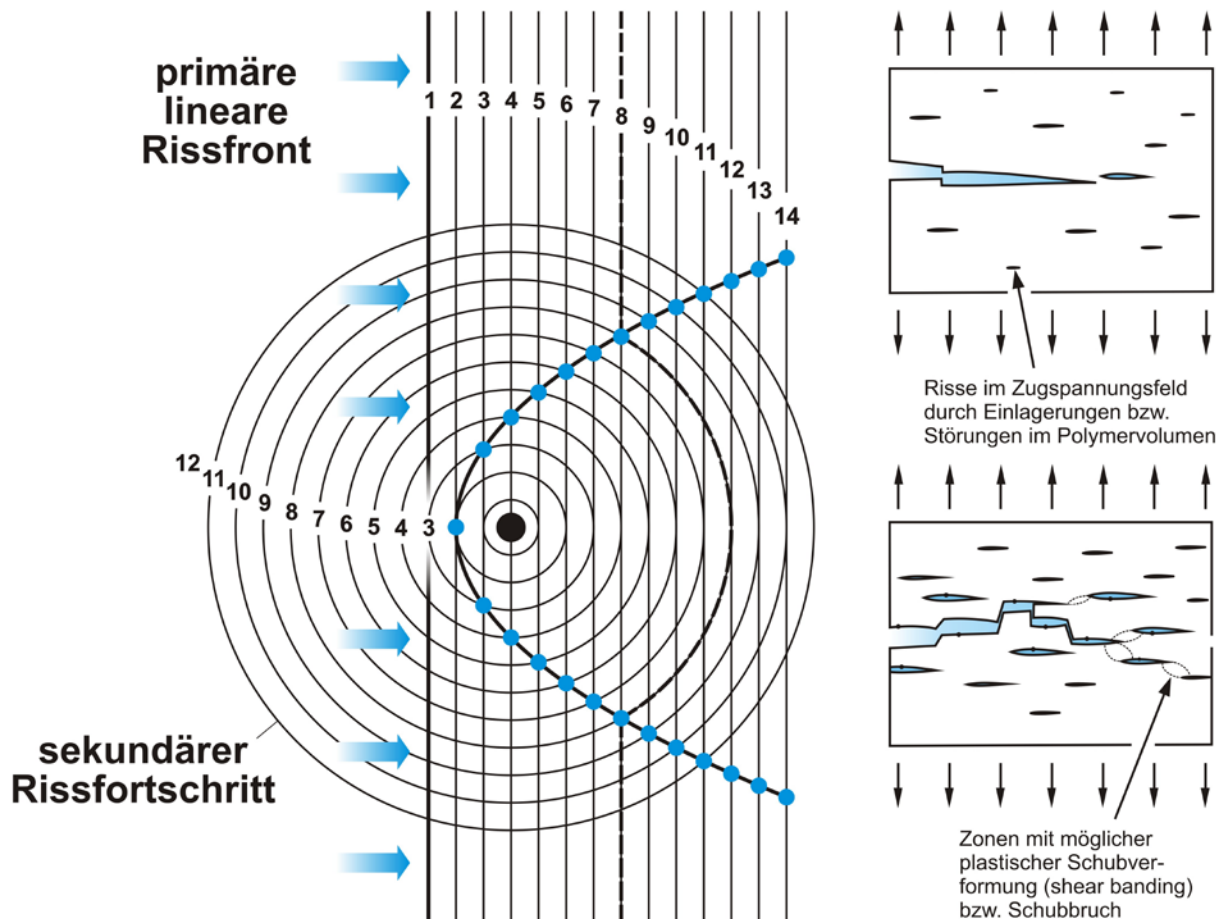 primäre
lineare
Rissfront
1 2 3 4 5 6 7 8 9 10 11 12 13 14
12 11 10 9 8 7 6 5 4 3
sekundärer
Rissfortschritt
Risse im Zugspannungsfeld
durch Einlagerungen bzw.
Störungen im Polymervolumen
Zonen mit möglicher
plastischer Schubver-
formung (shear banding)
bzw. Schubbruch